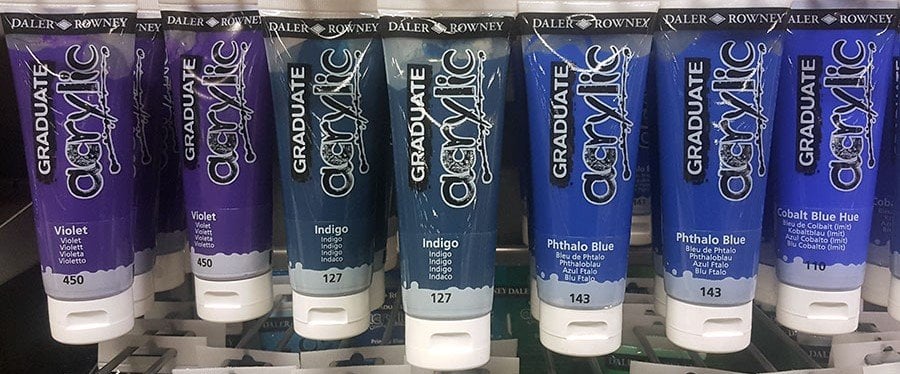 DALER ROWNEY
GRADUATE
acrylic
Violet
Violet
Violett
Violeta
Violetto
450
GRADUATE
acrylic
Violet
Violet
Violett
Violeta
Violetto
450
DALER ROWNEY
GRADUATE
acrylic
Indigo
Indigo
Indigo
Indigo
Indaco
127
DALER ROWNEY
GRADUATE
acrylic
Indigo
Indigo
Indigo
Indigo
Indaco
127
DALER ROWNEY
GRADUATE
acrylic
Phthalo Blue
Bleu de Phtalo
Phthaloblau
Azul Ftalo
Blu Ftalo
143
DALER ROWNEY
GRADUATE
acrylic
Phthalo Blue
Bleu de Phtalo
Phthaloblau
Azul Ftalo
Blu Ftalo
143
DALER ROWNEY
GRADUATE
acrylic
Cobalt Blue Hue
Bleu de Cobalt (Imit)
Kobaltblau (Imit)
Azul Cobalto (Imit)
Blu Cobalto (Imit)
110